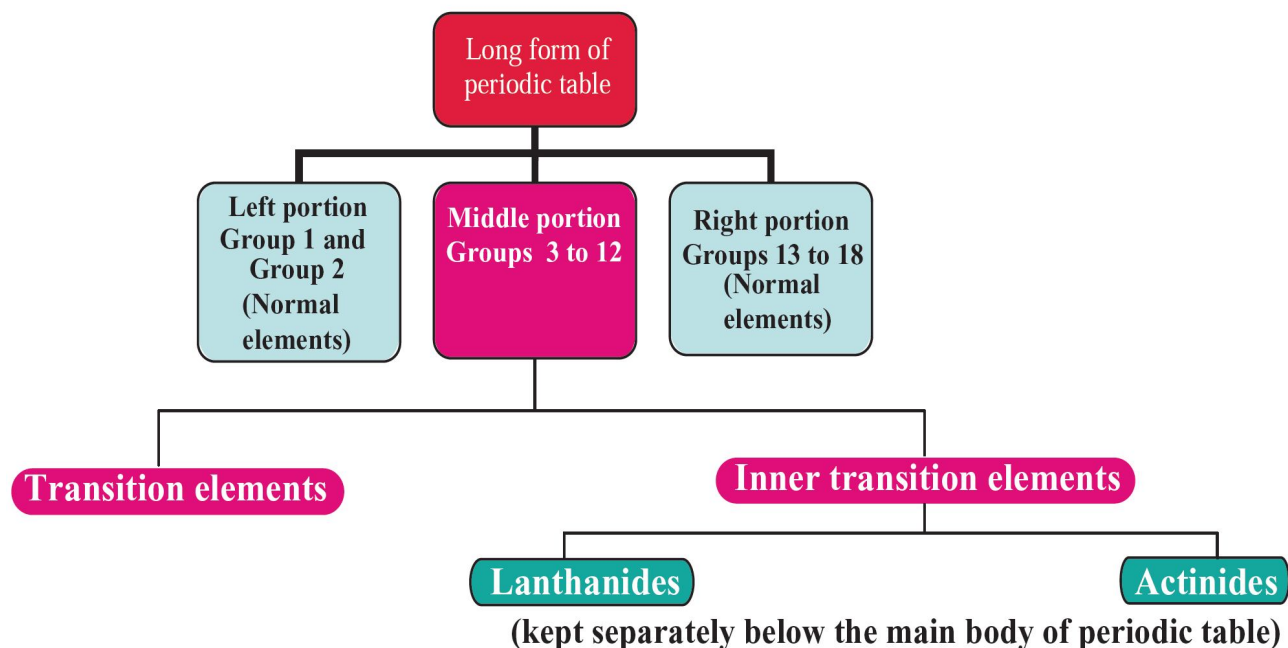 Long form of
periodic table
Left portion
Group 1 and
Group 2
(Normal
elements)
Middle portion
Groups 3 to 12
Right portion
Groups 13 to 18
(Normal
elements)
Transition elements
Inner transition elements
Lanthanides
Actinides
(kept separately below the main body of periodic table)